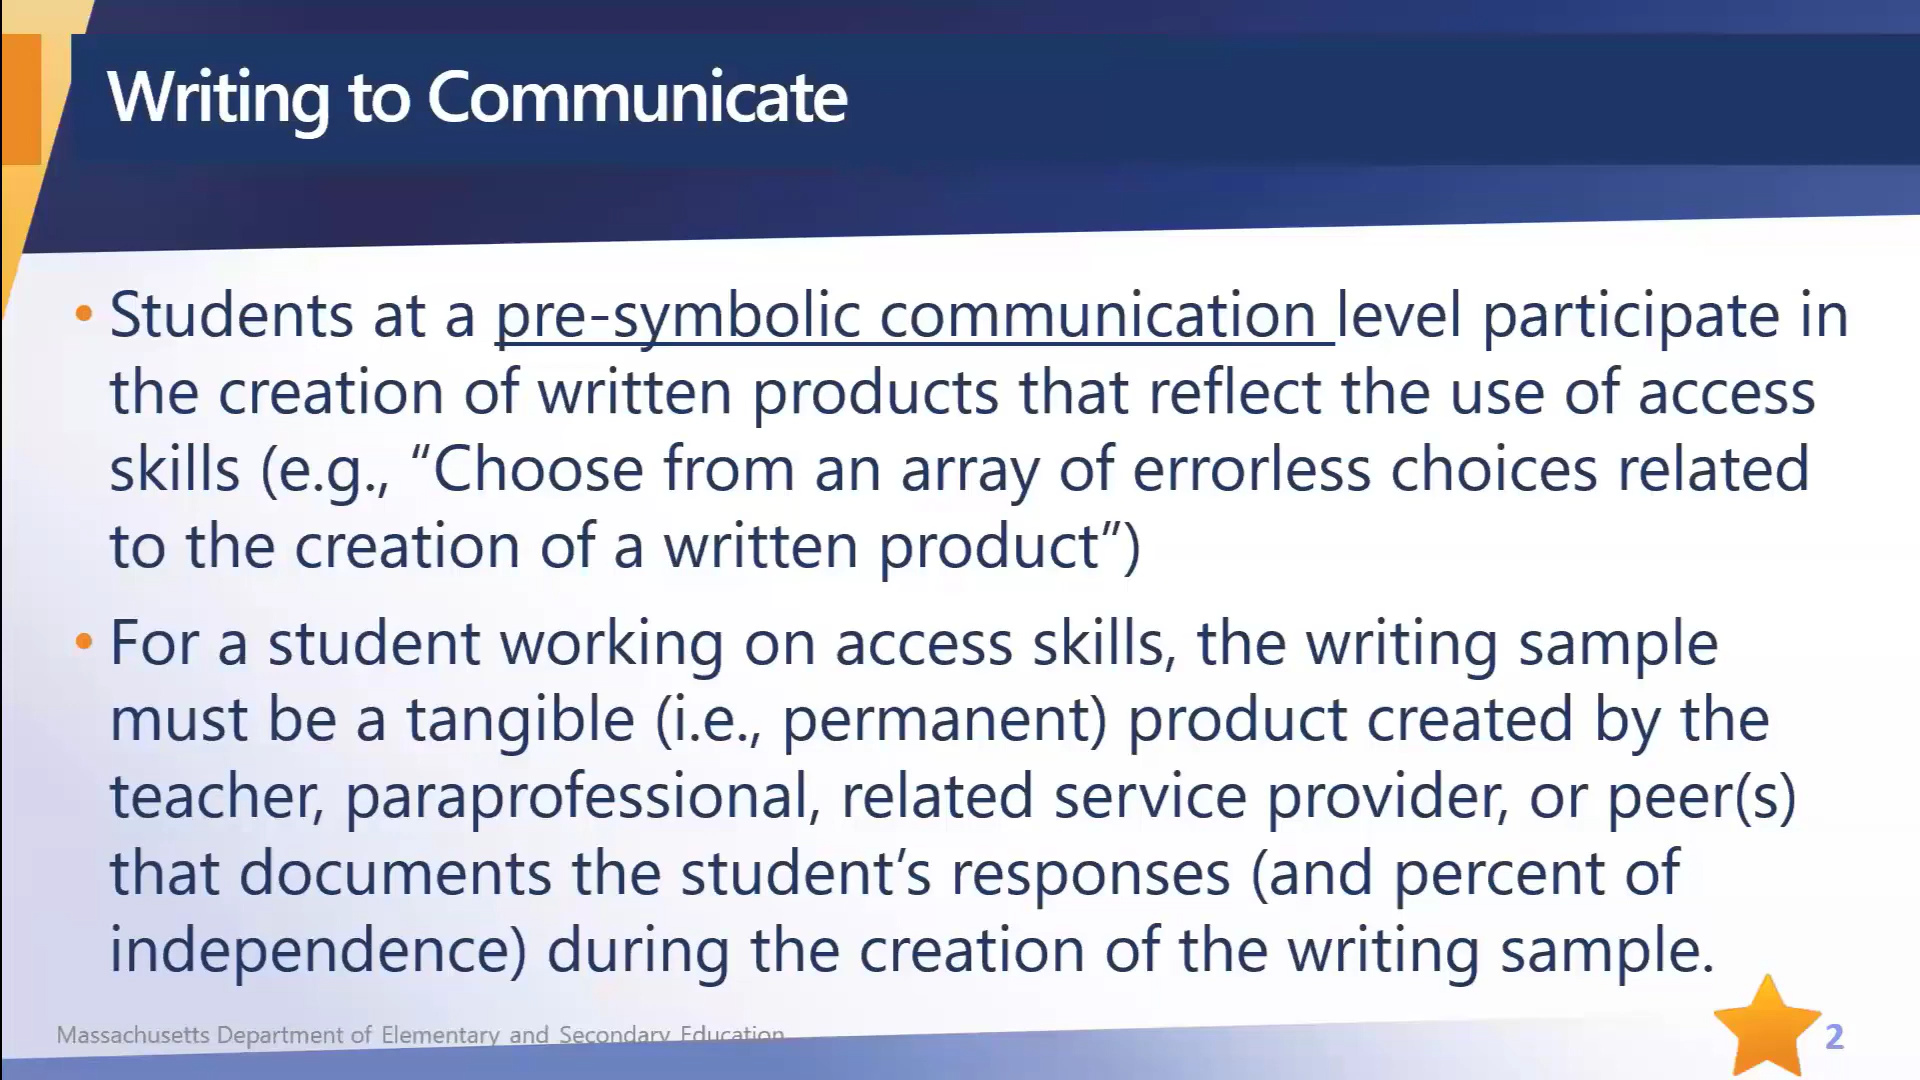 Writing to Communicate
• Students at a pre-symbolic communication level participate in
the creation of written products that reflect the use of access
skills (e.g., “Choose from an array of errorless choices related
to the creation of a written product”)
• For a student working on access skills, the writing sample
must be a tangible (i.e., permanent) product created by the
teacher, paraprofessional, related service provider, or peer(s)
that documents the student’s responses (and percent of
independence) during the creation of the writing sample.
Massachusetts Department of Elementary and Secondary Education
2